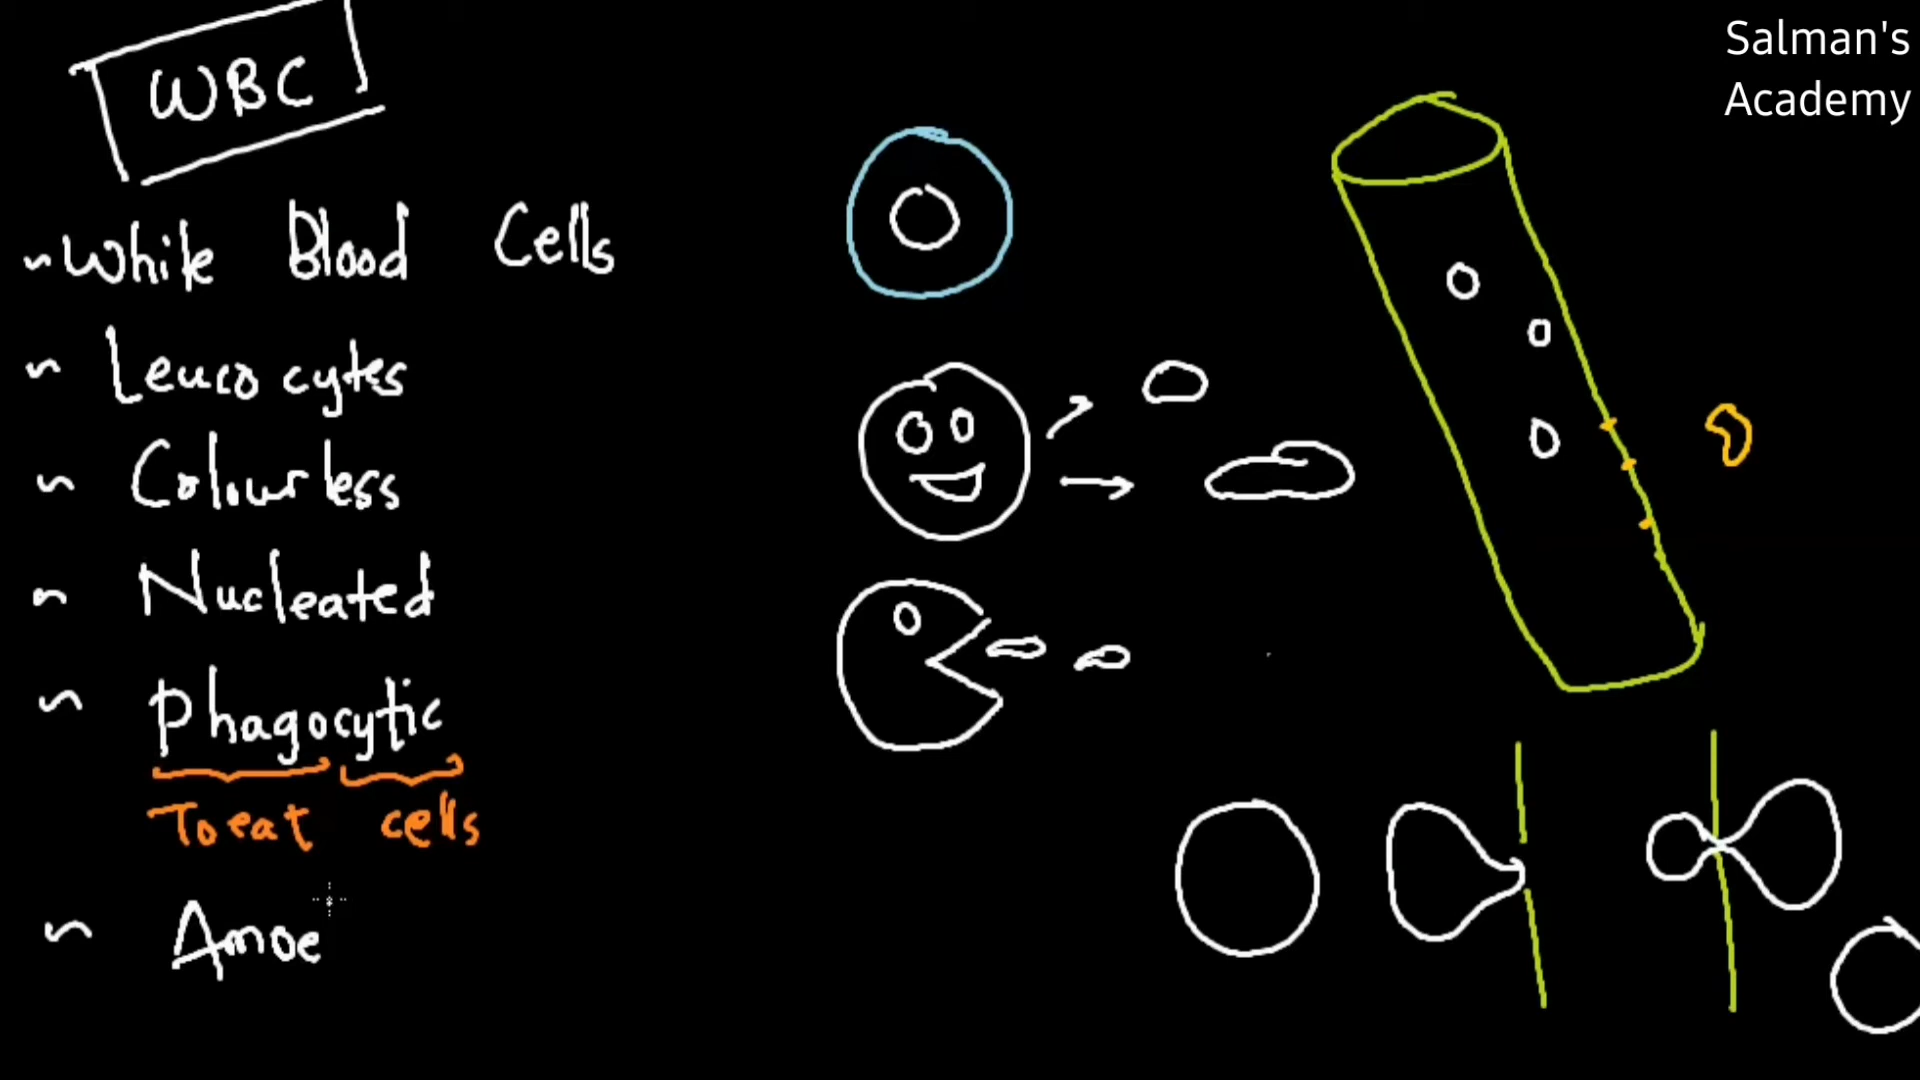 WBC
Salman's
Academy
~ White Blood Cells
~ Leucocytes
~ Colourless
~ Nucleated
~ Phagocytic
To eat cells
~ Amoe